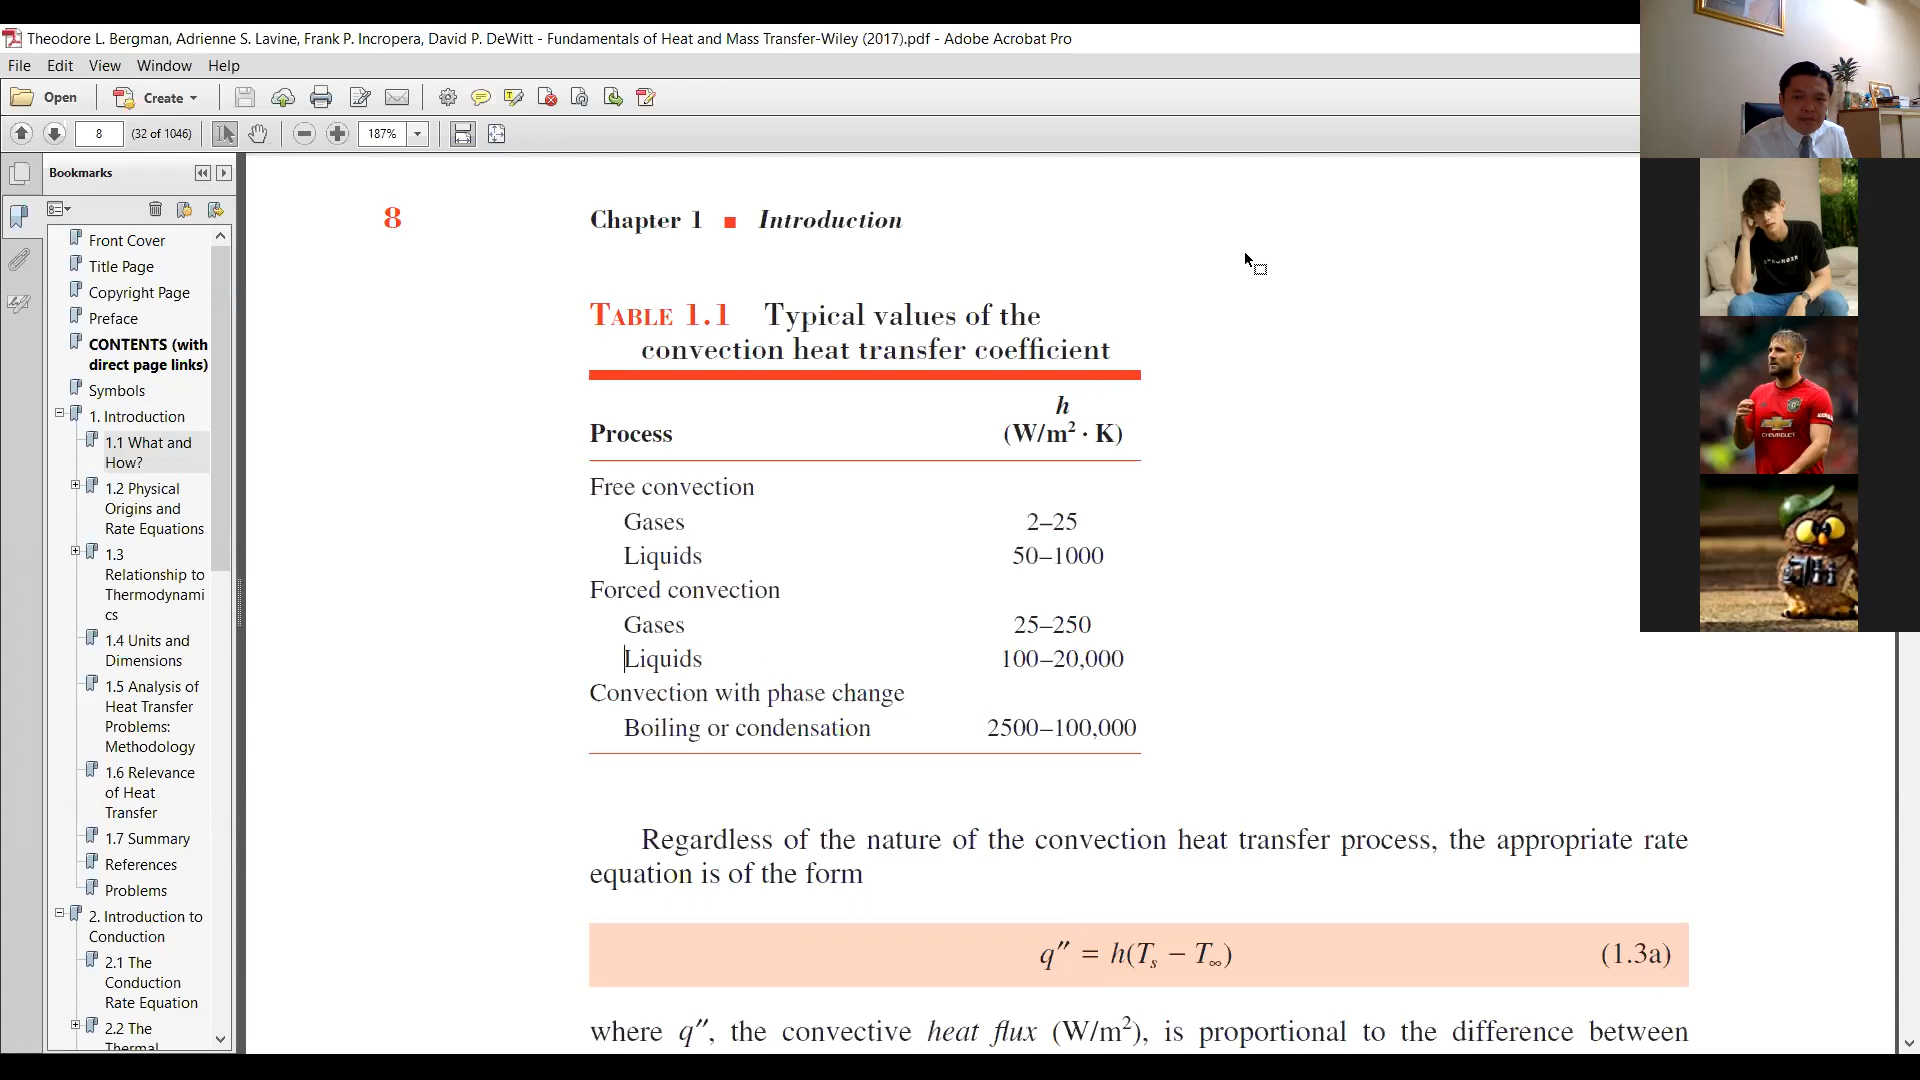 Theodore L. Bergman, Adrienne S. Lavine, Frank P. Incropera, David P. DeWitt - Fundamentals of Heat and Mass Transfer-Wiley (2017).pdf - Adobe Acrobat Pro
File Edit View Window Help
Open Create
8 (32 of 1046) 187%
Bookmarks
Front Cover
Title Page
Copyright Page
Preface
CONTENTS (with
direct page links)
Symbols
1. Introduction
1.1 What and
How?
1.2 Physical
Origins and
Rate Equations
1.3
Relationship to
Thermodynami
cs
1.4 Units and
Dimensions
1.5 Analysis of
Heat Transfer
Problems:
Methodology
1.6 Relevance
of Heat
Transfer
1.7 Summary
References
Problems
2. Introduction to
Conduction
2.1 The
Conduction
Rate Equation
2.2 The
Thermal
8 Chapter 1 ■ Introduction
TABLE 1.1 Typical values of the
convection heat transfer coefficient
h
Process (W/m² · K)
Free convection
Gases 2–25
Liquids 50–1000
Forced convection
Gases 25–250
Liquids 100–20,000
Convection with phase change
Boiling or condensation 2500–100,000
Regardless of the nature of the convection heat transfer process, the appropriate rate
equation is of the form
q″ = h(Ts − T∞) (1.3a)
where q″, the convective heat flux (W/m²), is proportional to the difference between
CHEVROLET